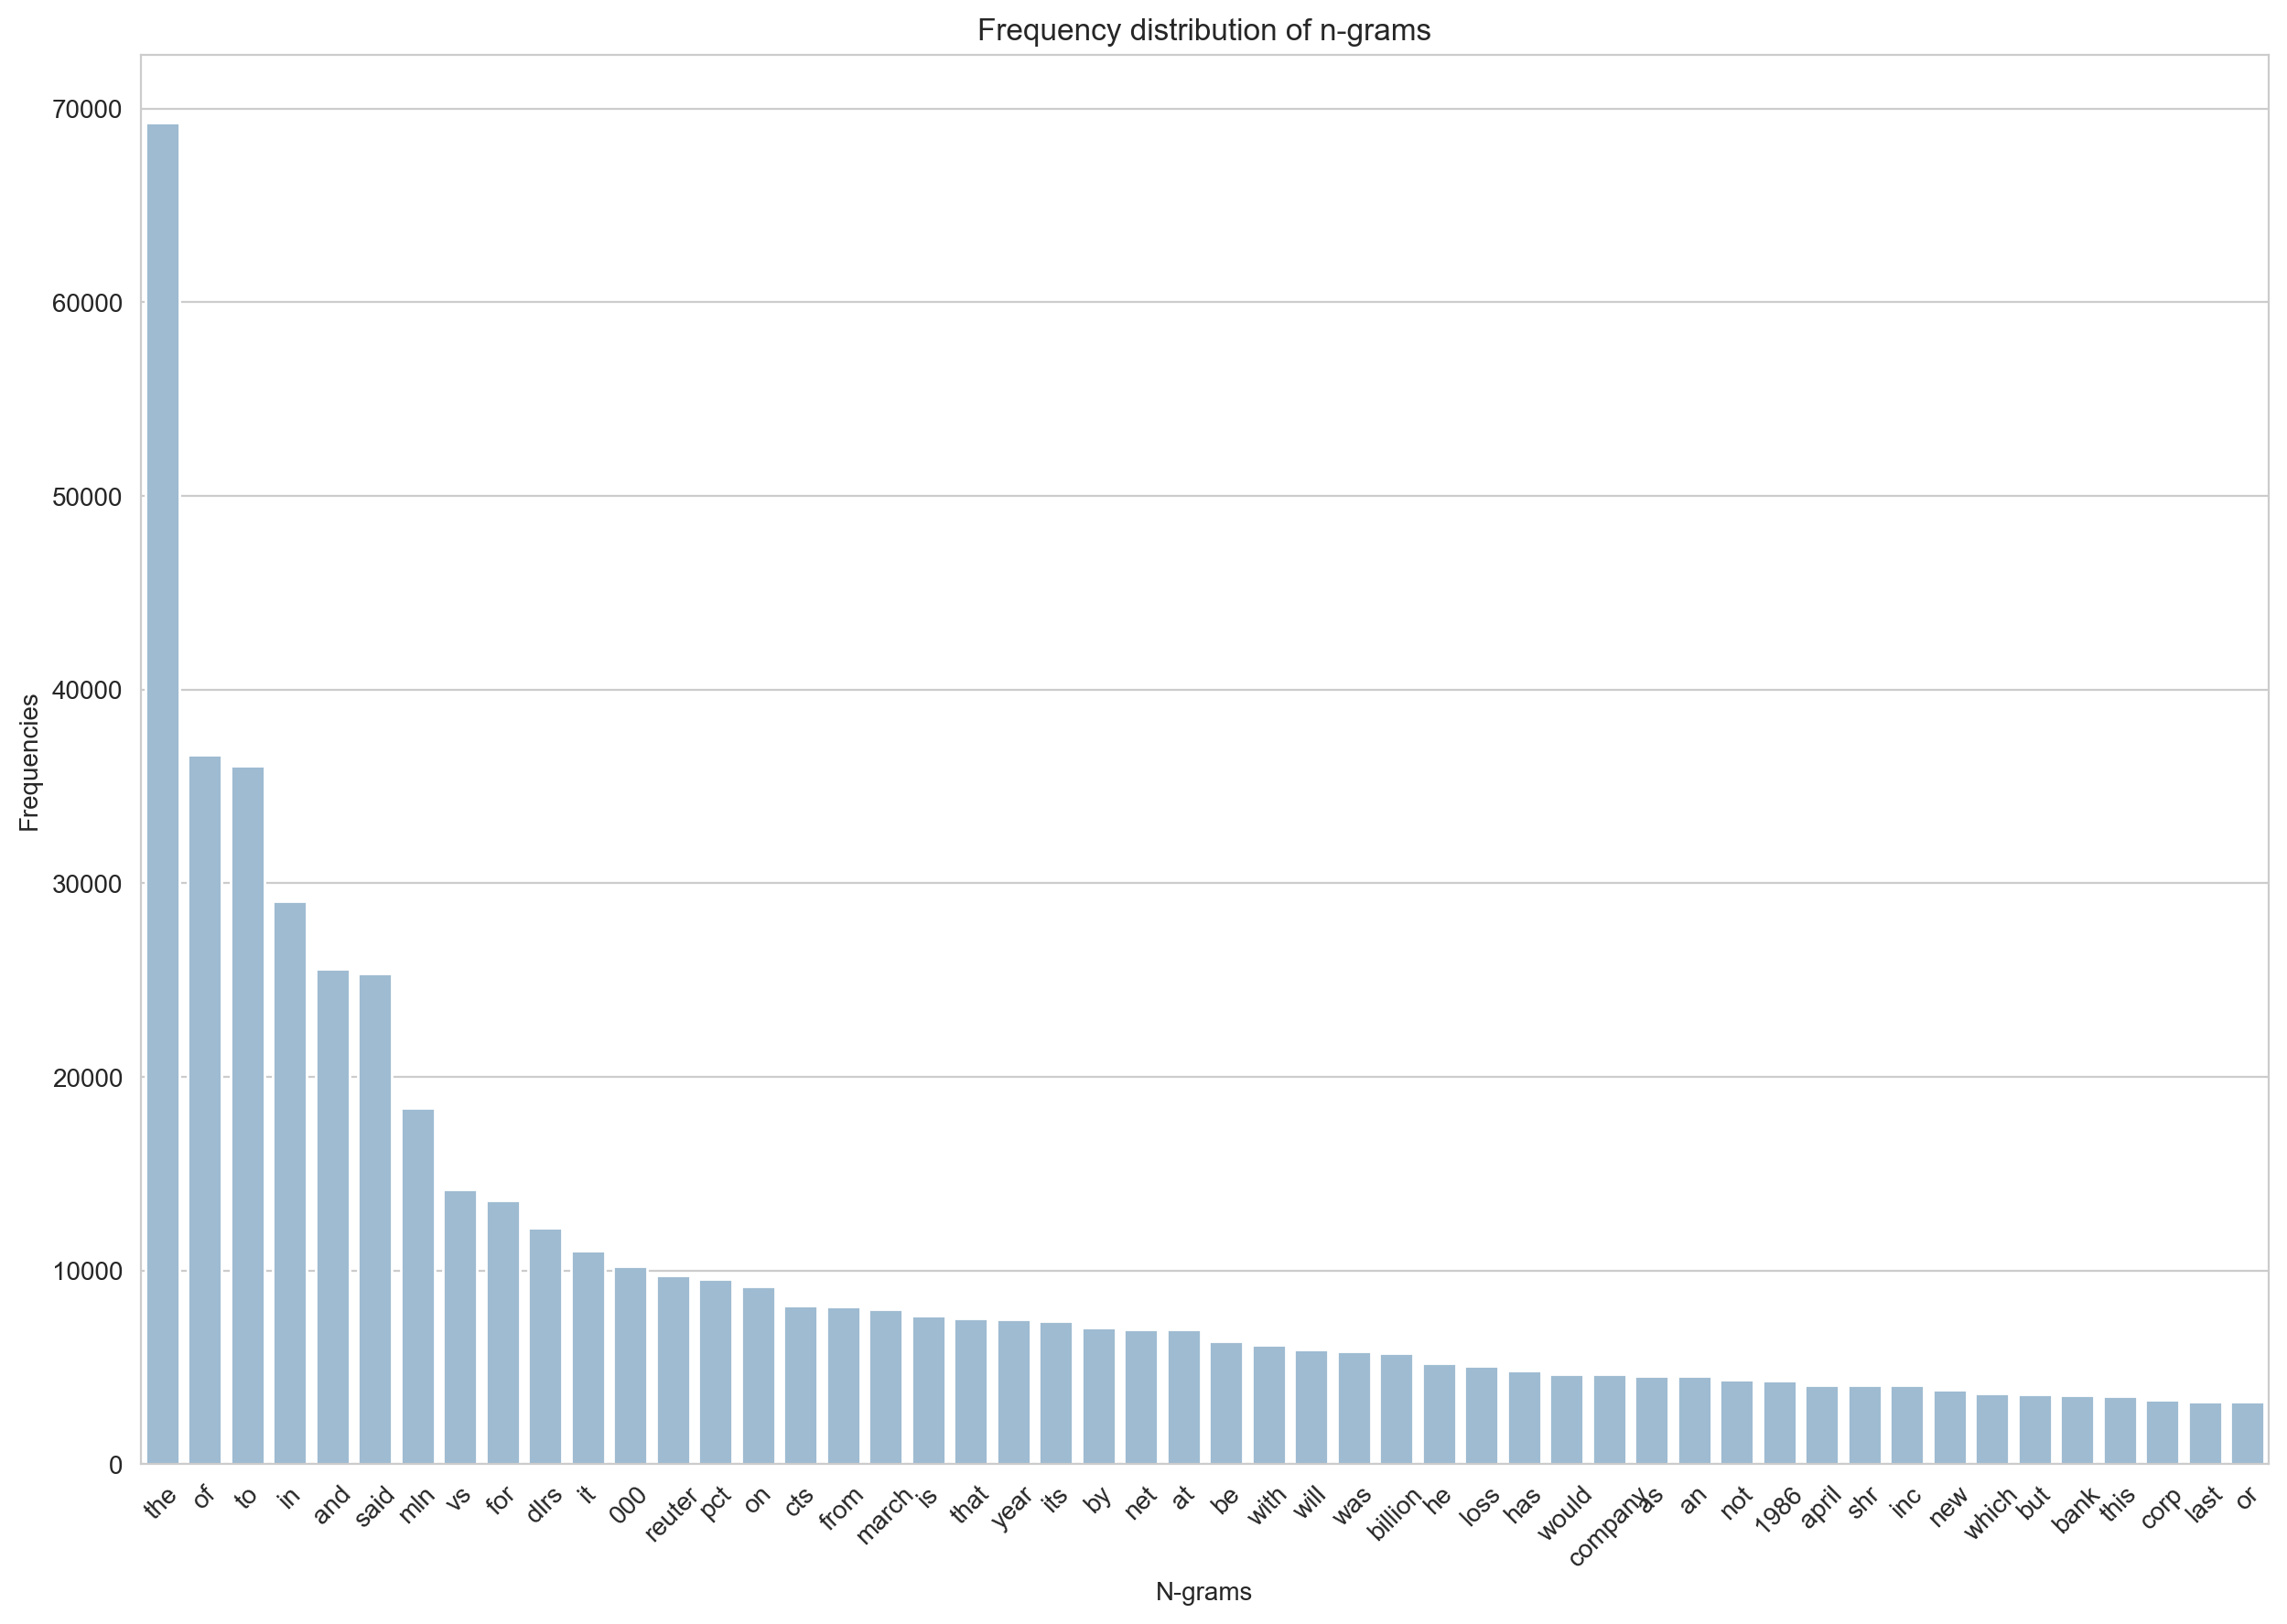 Frequency distribution of n-grams
70000
60000
50000
40000
30000
20000
10000
0
Frequencies
the of to in and said mln vs for dlrs it 000 reuter pct on cts from march is that year its by net at be with will was billion he loss has would company as an not 1986 april shr inc new which but bank this corp last or
N-grams